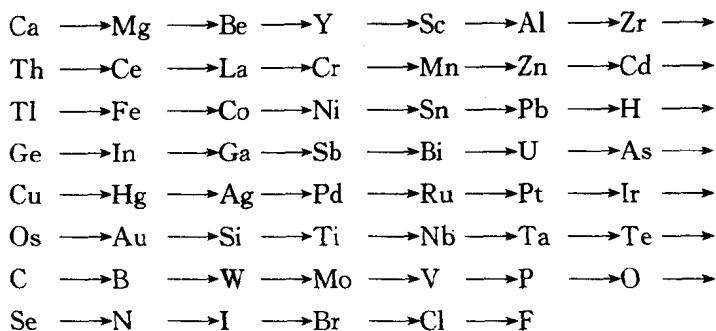 Ca ⟶Mg ⟶Be ⟶Y ⟶Sc ⟶Al ⟶Zr ⟶
Th ⟶Ce ⟶La ⟶Cr ⟶Mn ⟶Zn ⟶Cd ⟶
Tl ⟶Fe ⟶Co ⟶Ni ⟶Sn ⟶Pb ⟶H ⟶
Ge ⟶In ⟶Ga ⟶Sb ⟶Bi ⟶U ⟶As ⟶
Cu ⟶Hg ⟶Ag ⟶Pd ⟶Ru ⟶Pt ⟶Ir ⟶
Os ⟶Au ⟶Si ⟶Ti ⟶Nb ⟶Ta ⟶Te ⟶
C ⟶B ⟶W ⟶Mo ⟶V ⟶P ⟶O ⟶
Se ⟶N ⟶I ⟶Br ⟶Cl ⟶F